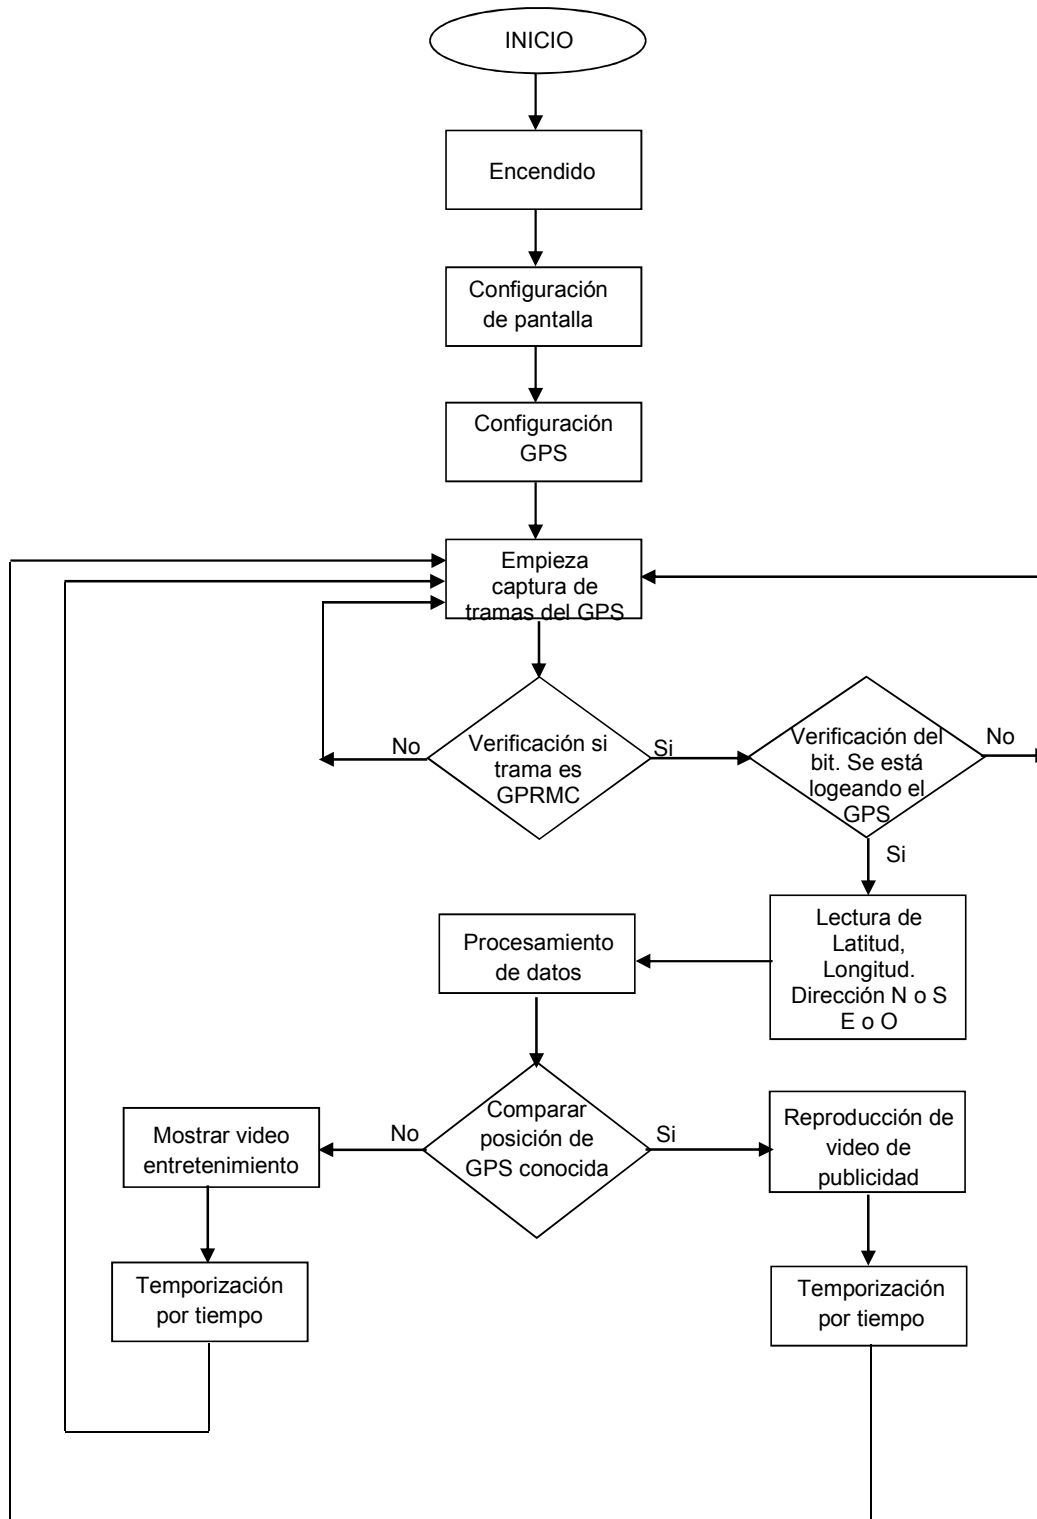 INICIO
Encendido
Configuración
de pantalla
Configuración
GPS
Empieza
captura de
tramas del GPS
No
Verificación si
trama es
GPRMC
Si
Verificación del
bit. Se está
logeando el
GPS
No
Si
Lectura de
Latitud,
Longitud.
Dirección N o S
E o O
Procesamiento
de datos
Comparar
posición de
GPS conocida
No
Si
Mostrar video
entretenimiento
Reproducción de
video de
publicidad
Temporización
por tiempo
Temporización
por tiempo